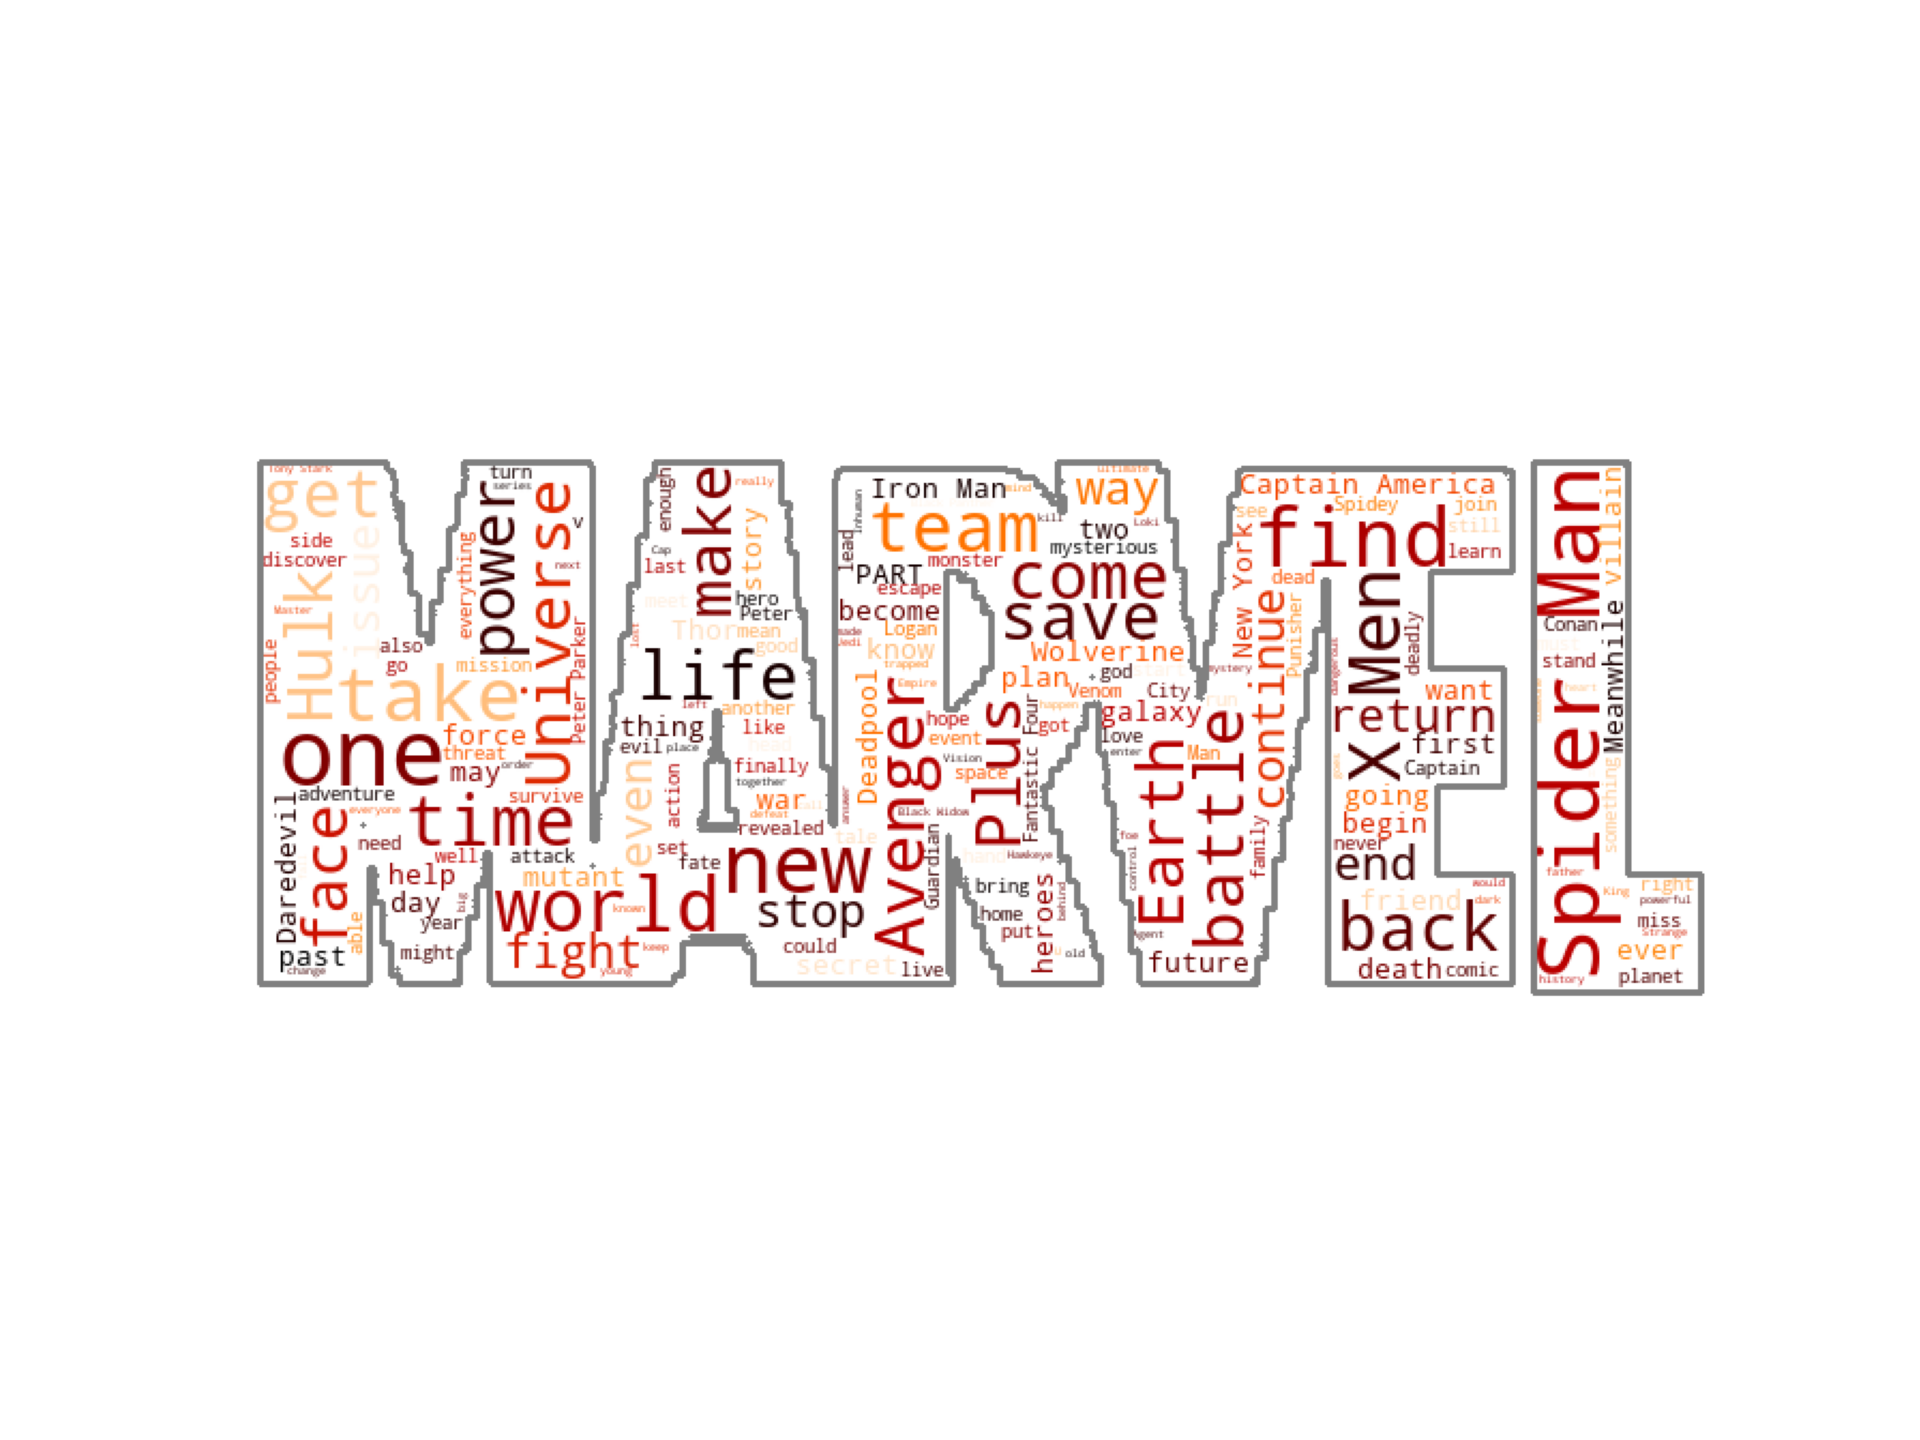 Tony Stark
get
issue
side
discover
Hulk
Master
people
also
go
take
one
force
threat
may
order
mission
everything
power
turn
series
v
Universe
next
Peter Parker
adventure
everyone
survive
time
Daredevil
face
need
well
help
day
year
big
might
able
past
change
attack
mutant
world
known
fight
keep
young
enough
make
really
story
Cap
last
meet
hero
Peter
lost
Thor
mean
good
life
left
another
thing
like
evil
place
head
finally
together
even
action
war
call
defeat
revealed
set
fate
new
stop
could
secret
live
tale
answer
Iron Man
mind
inhuman
team
kill
lead
PART
monster
escape
become
made
Jedi
Logan
know
trapped
Empire
Deadpool
Avenger
hope
event
Vision
space
Black Widow
Guardian
Plus
Fantastic Four
hand
Hawkeye
bring
home
put
heroes
behind
u
old
ultimate
way
two
Loki
mysterious
come
save
Wolverine
plan
god
start
Venom
happen
got
City
run
galaxy
love
enter
mystery
Earth
Man
battle
foe
control
Agent
future
family
continue
Captain America
see
Spidey
join
find
still
learn
New York
dead
Punisher
dangerous
X Men
deadly
want
return
first
Captain
goes
going
begin
never
end
would
friend
dark
back
death
comic
Spider Man
villain
Conan
Meanwhile
stand
heart
something
father
King
right
powerful
miss
Strange
ever
planet
history